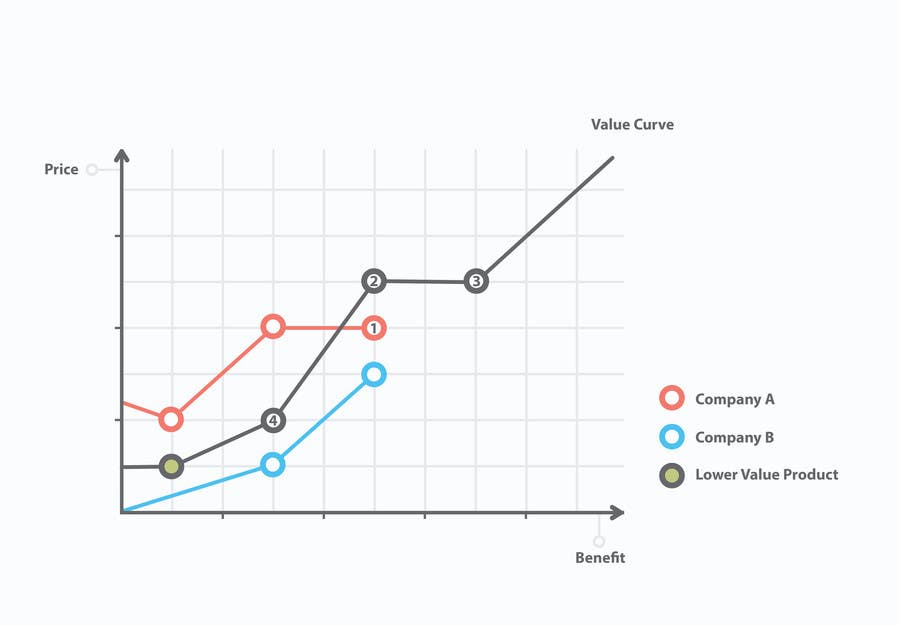 Value Curve
Price
2
3
1
4
Company A
Company B
Lower Value Product
Benefit